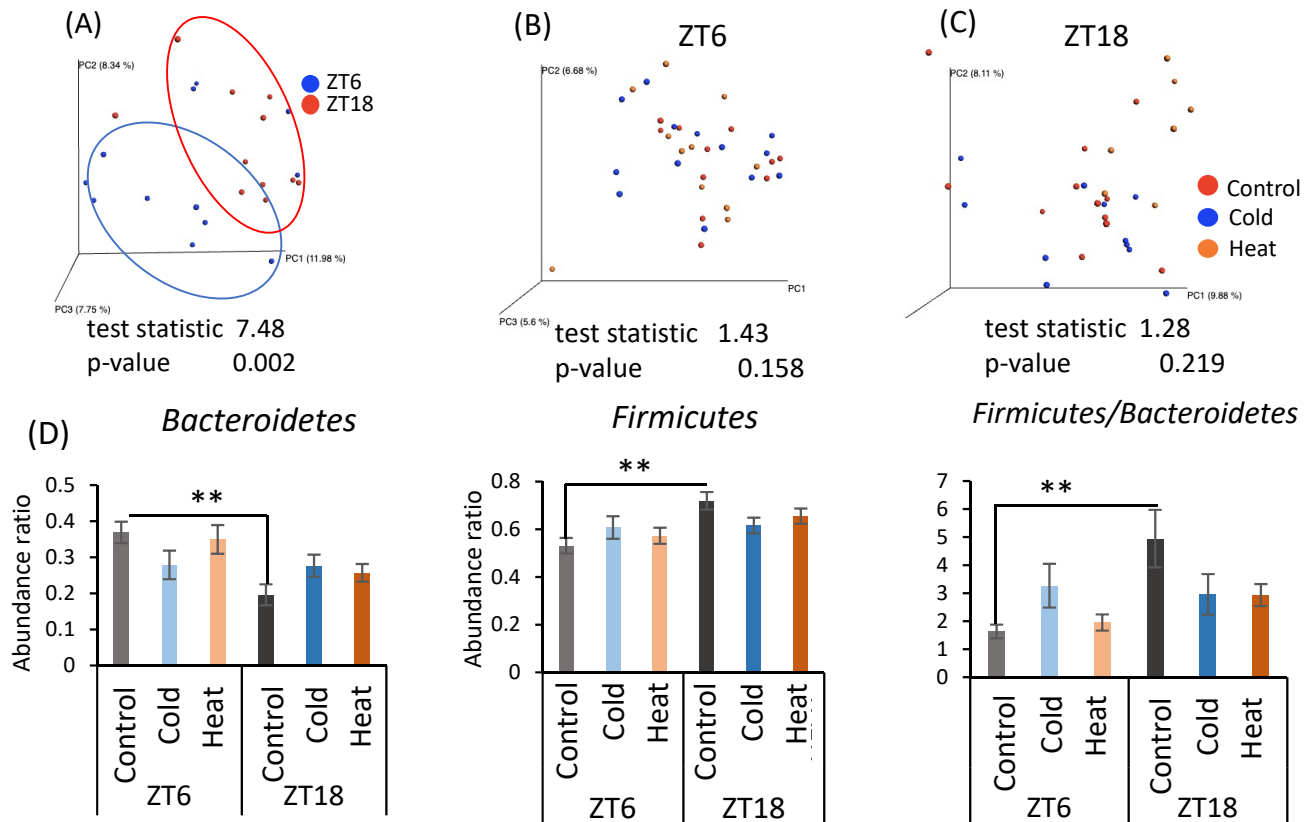 (A)
PC2 (8.34 %)
ZT6
ZT18
PC1 (11.98 %)
PC3 (7.75 %)
test statistic 7.48
p-value 0.002
(B)
ZT6
PC2 (6.68 %)
PC1
PC3 (5.6 %)
test statistic 1.43
p-value 0.158
(C)
ZT18
PC2 (8.11 %)
Control
Cold
Heat
PC1 (9.88 %)
test statistic 1.28
p-value 0.219
(D)
Bacteroidetes
Abundance ratio
0.5
0.4
0.3
0.2
0.1
0
**
Control
Cold
Heat
Control
Cold
Heat
ZT6
ZT18
Firmicutes
Abundance ratio
0.8
0.6
0.4
0.2
0
**
Control
Cold
Heat
Control
Cold
Heat
ZT6
ZT18
Firmicutes/Bacteroidetes
7
6
5
4
3
2
1
0
**
Control
Cold
Heat
Control
Cold
Heat
ZT6
ZT18